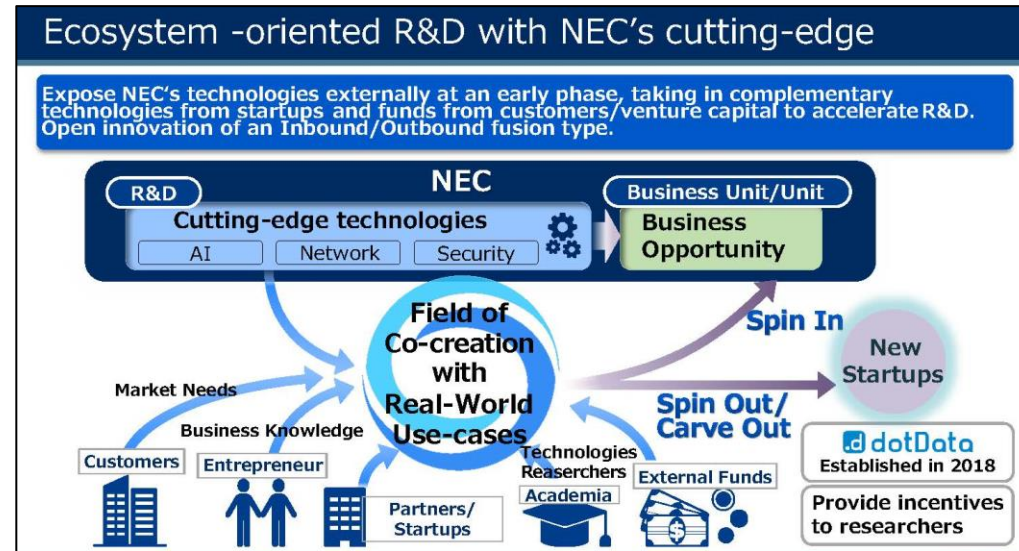 Ecosystem -oriented R&D with NEC's cutting-edge
Expose NEC's technologies externally at an early phase, taking in complementary
technologies from startups and funds from customers/venture capital to accelerate R&D.
Open innovation of an Inbound/Outbound fusion type.
NEC
R&D
Business Unit/Unit
Cutting-edge technologies
AI
Network
Security
Business
Opportunity
Field of
Co-creation
with
Real-World
Use-cases
Spin In
New
Startups
Market Needs
Spin Out/
Carve Out
Business Knowledge
Customers
Entrepreneur
Partners/
Startups
Technologies
Reaserchers
Academia
External Funds
$
.d dotData
Established in 2018
Provide incentives
to researchers